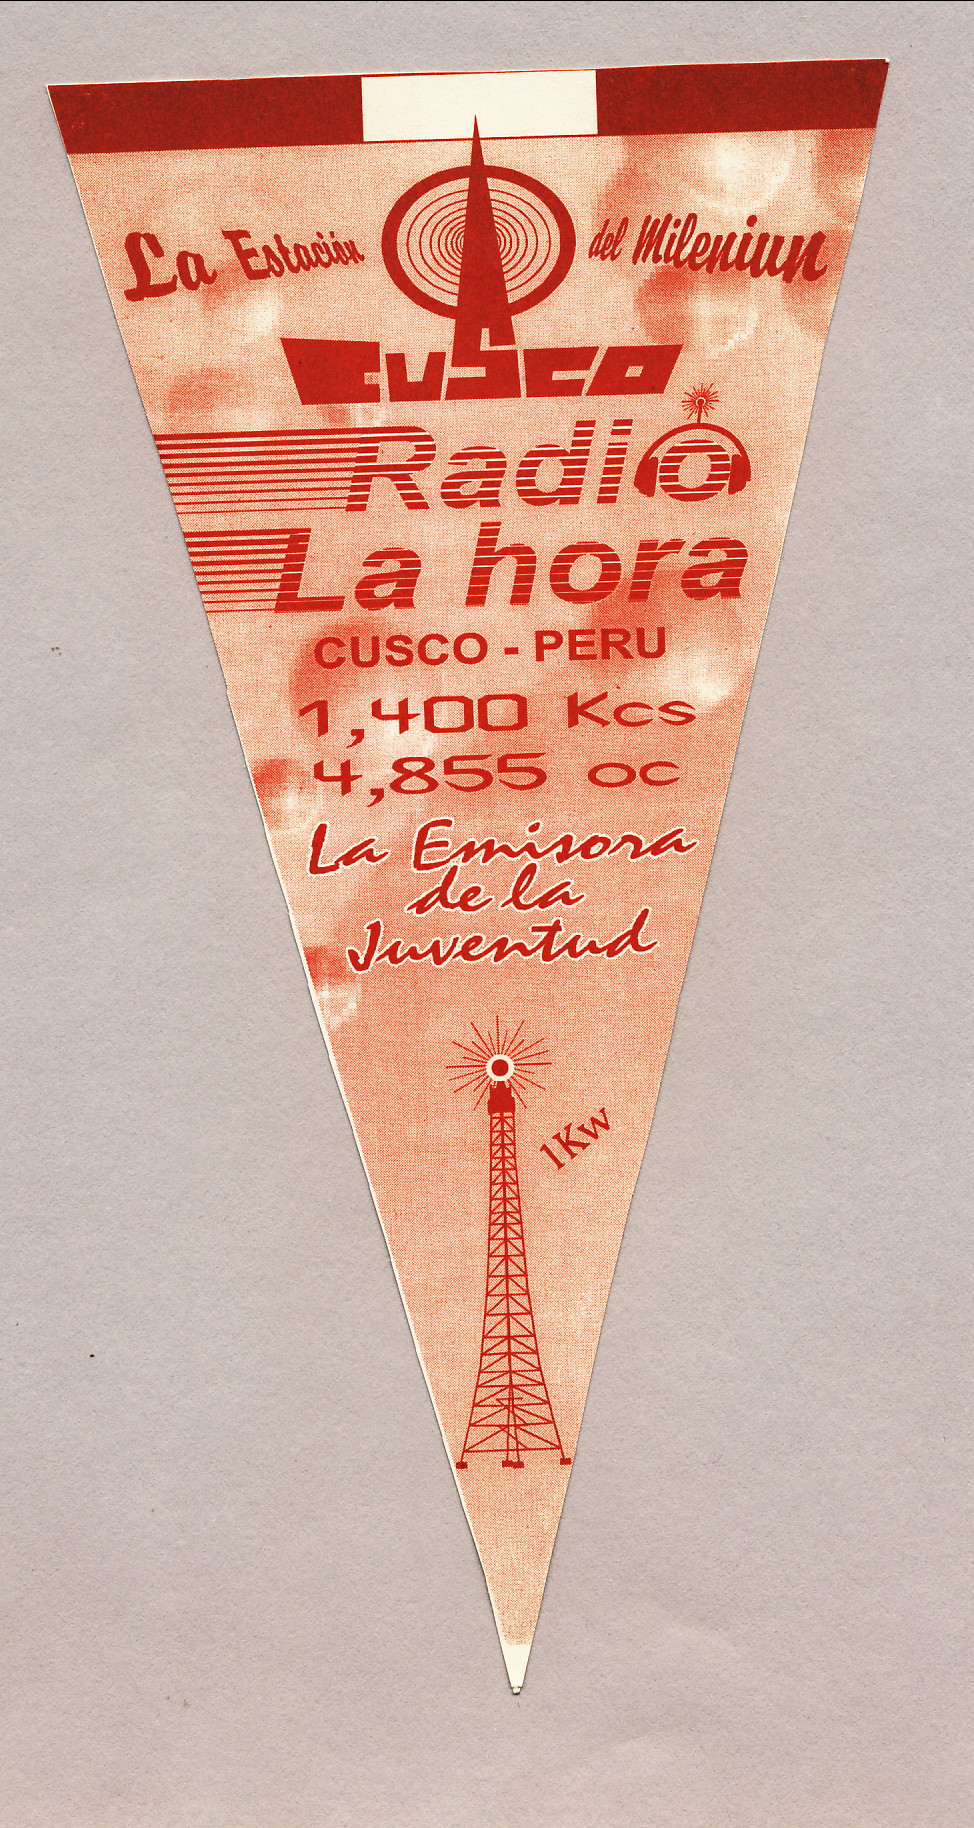 La Estación del Mileniun
CUSCO
Radio
La hora
CUSCO - PERU
1,400 Kcs
4,855 OC
La Emisora
de la
Juventud
1Kw